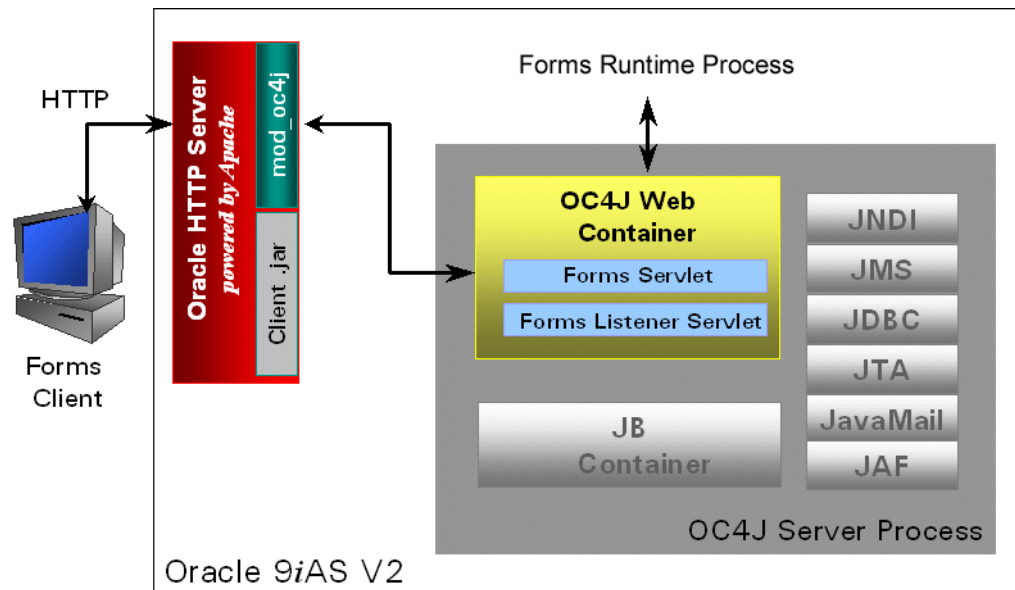 HTTP
Forms
Client
Oracle HTTP Server
powered by Apache
mod_oc4j
Client .jar
Forms Runtime Process
OC4J Web
Container
Forms Servlet
Forms Listener Servlet
JB
Container
JNDI
JMS
JDBC
JTA
JavaMail
JAF
OC4J Server Process
Oracle 9iAS V2